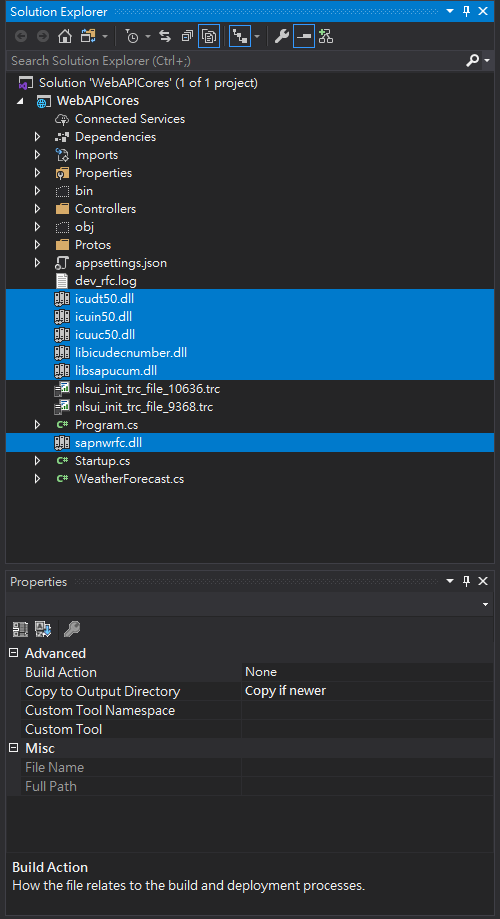 Solution Explorer
Search Solution Explorer (Ctrl+;)
Solution 'WebAPICores' (1 of 1 project)
WebAPICores
Connected Services
Dependencies
Imports
Properties
bin
Controllers
obj
Protos
appsettings.json
dev_rfc.log
icudt50.dll
icuin50.dll
icuuc50.dll
libicudecnumber.dll
libsapucum.dll
nlsui_init_trc_file_10636.trc
nlsui_init_trc_file_9368.trc
C# Program.cs
sapnwrfc.dll
C# Startup.cs
C# WeatherForecast.cs
Properties
Advanced
Build Action None
Copy to Output Directory Copy if newer
Custom Tool Namespace
Custom Tool
Misc
File Name
Full Path
Build Action
How the file relates to the build and deployment processes.